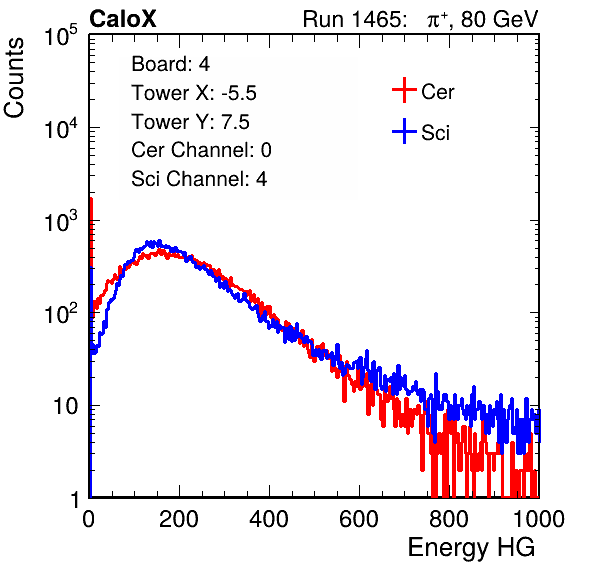 CaloX Run 1465: π⁺, 80 GeV
Counts
Board: 4
Tower X: -5.5
Tower Y: 7.5
Cer Channel: 0
Sci Channel: 4
Cer
Sci
10⁵
10⁴
10³
10²
10
1
0 200 400 600 800 1000
Energy HG